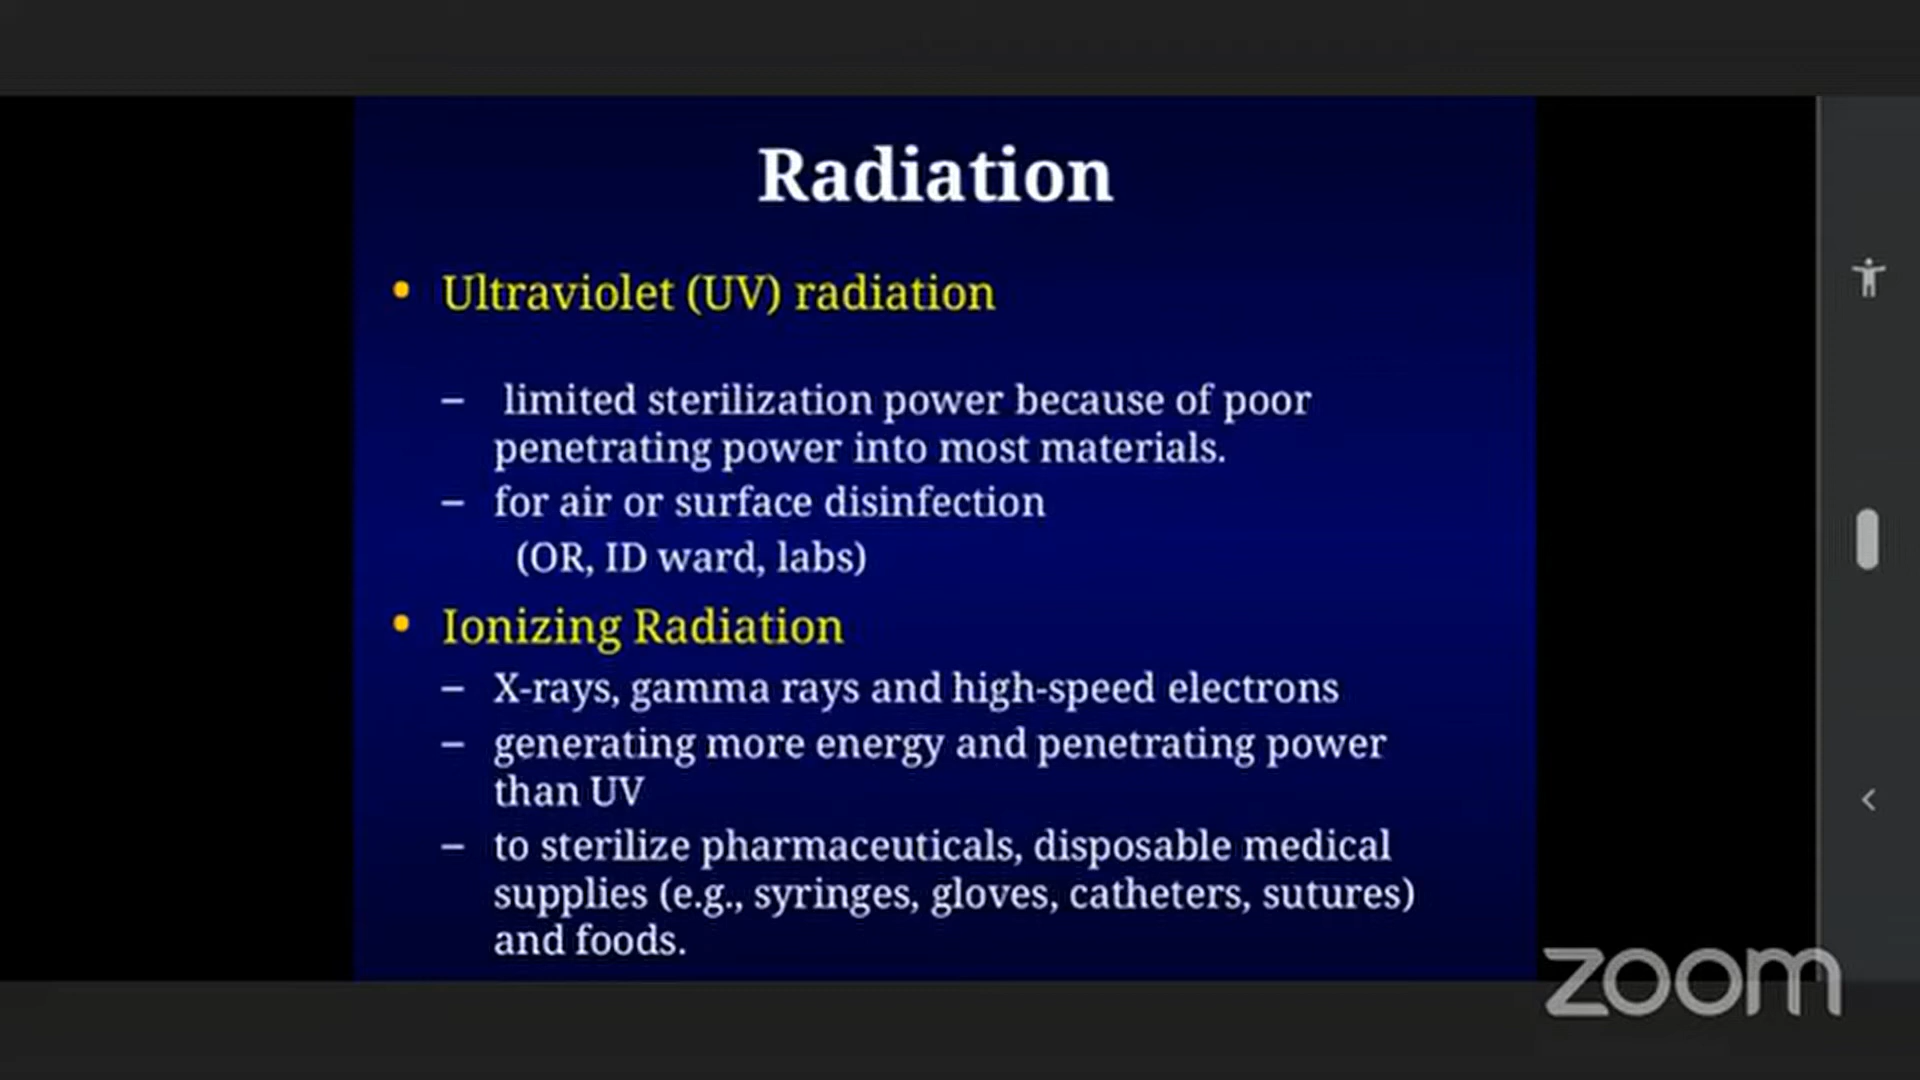 Radiation
• Ultraviolet (UV) radiation
– limited sterilization power because of poor
penetrating power into most materials.
– for air or surface disinfection
(OR, ID ward, labs)
• Ionizing Radiation
– X-rays, gamma rays and high-speed electrons
– generating more energy and penetrating power
than UV
– to sterilize pharmaceuticals, disposable medical
supplies (e.g., syringes, gloves, catheters, sutures)
and foods.
zoom